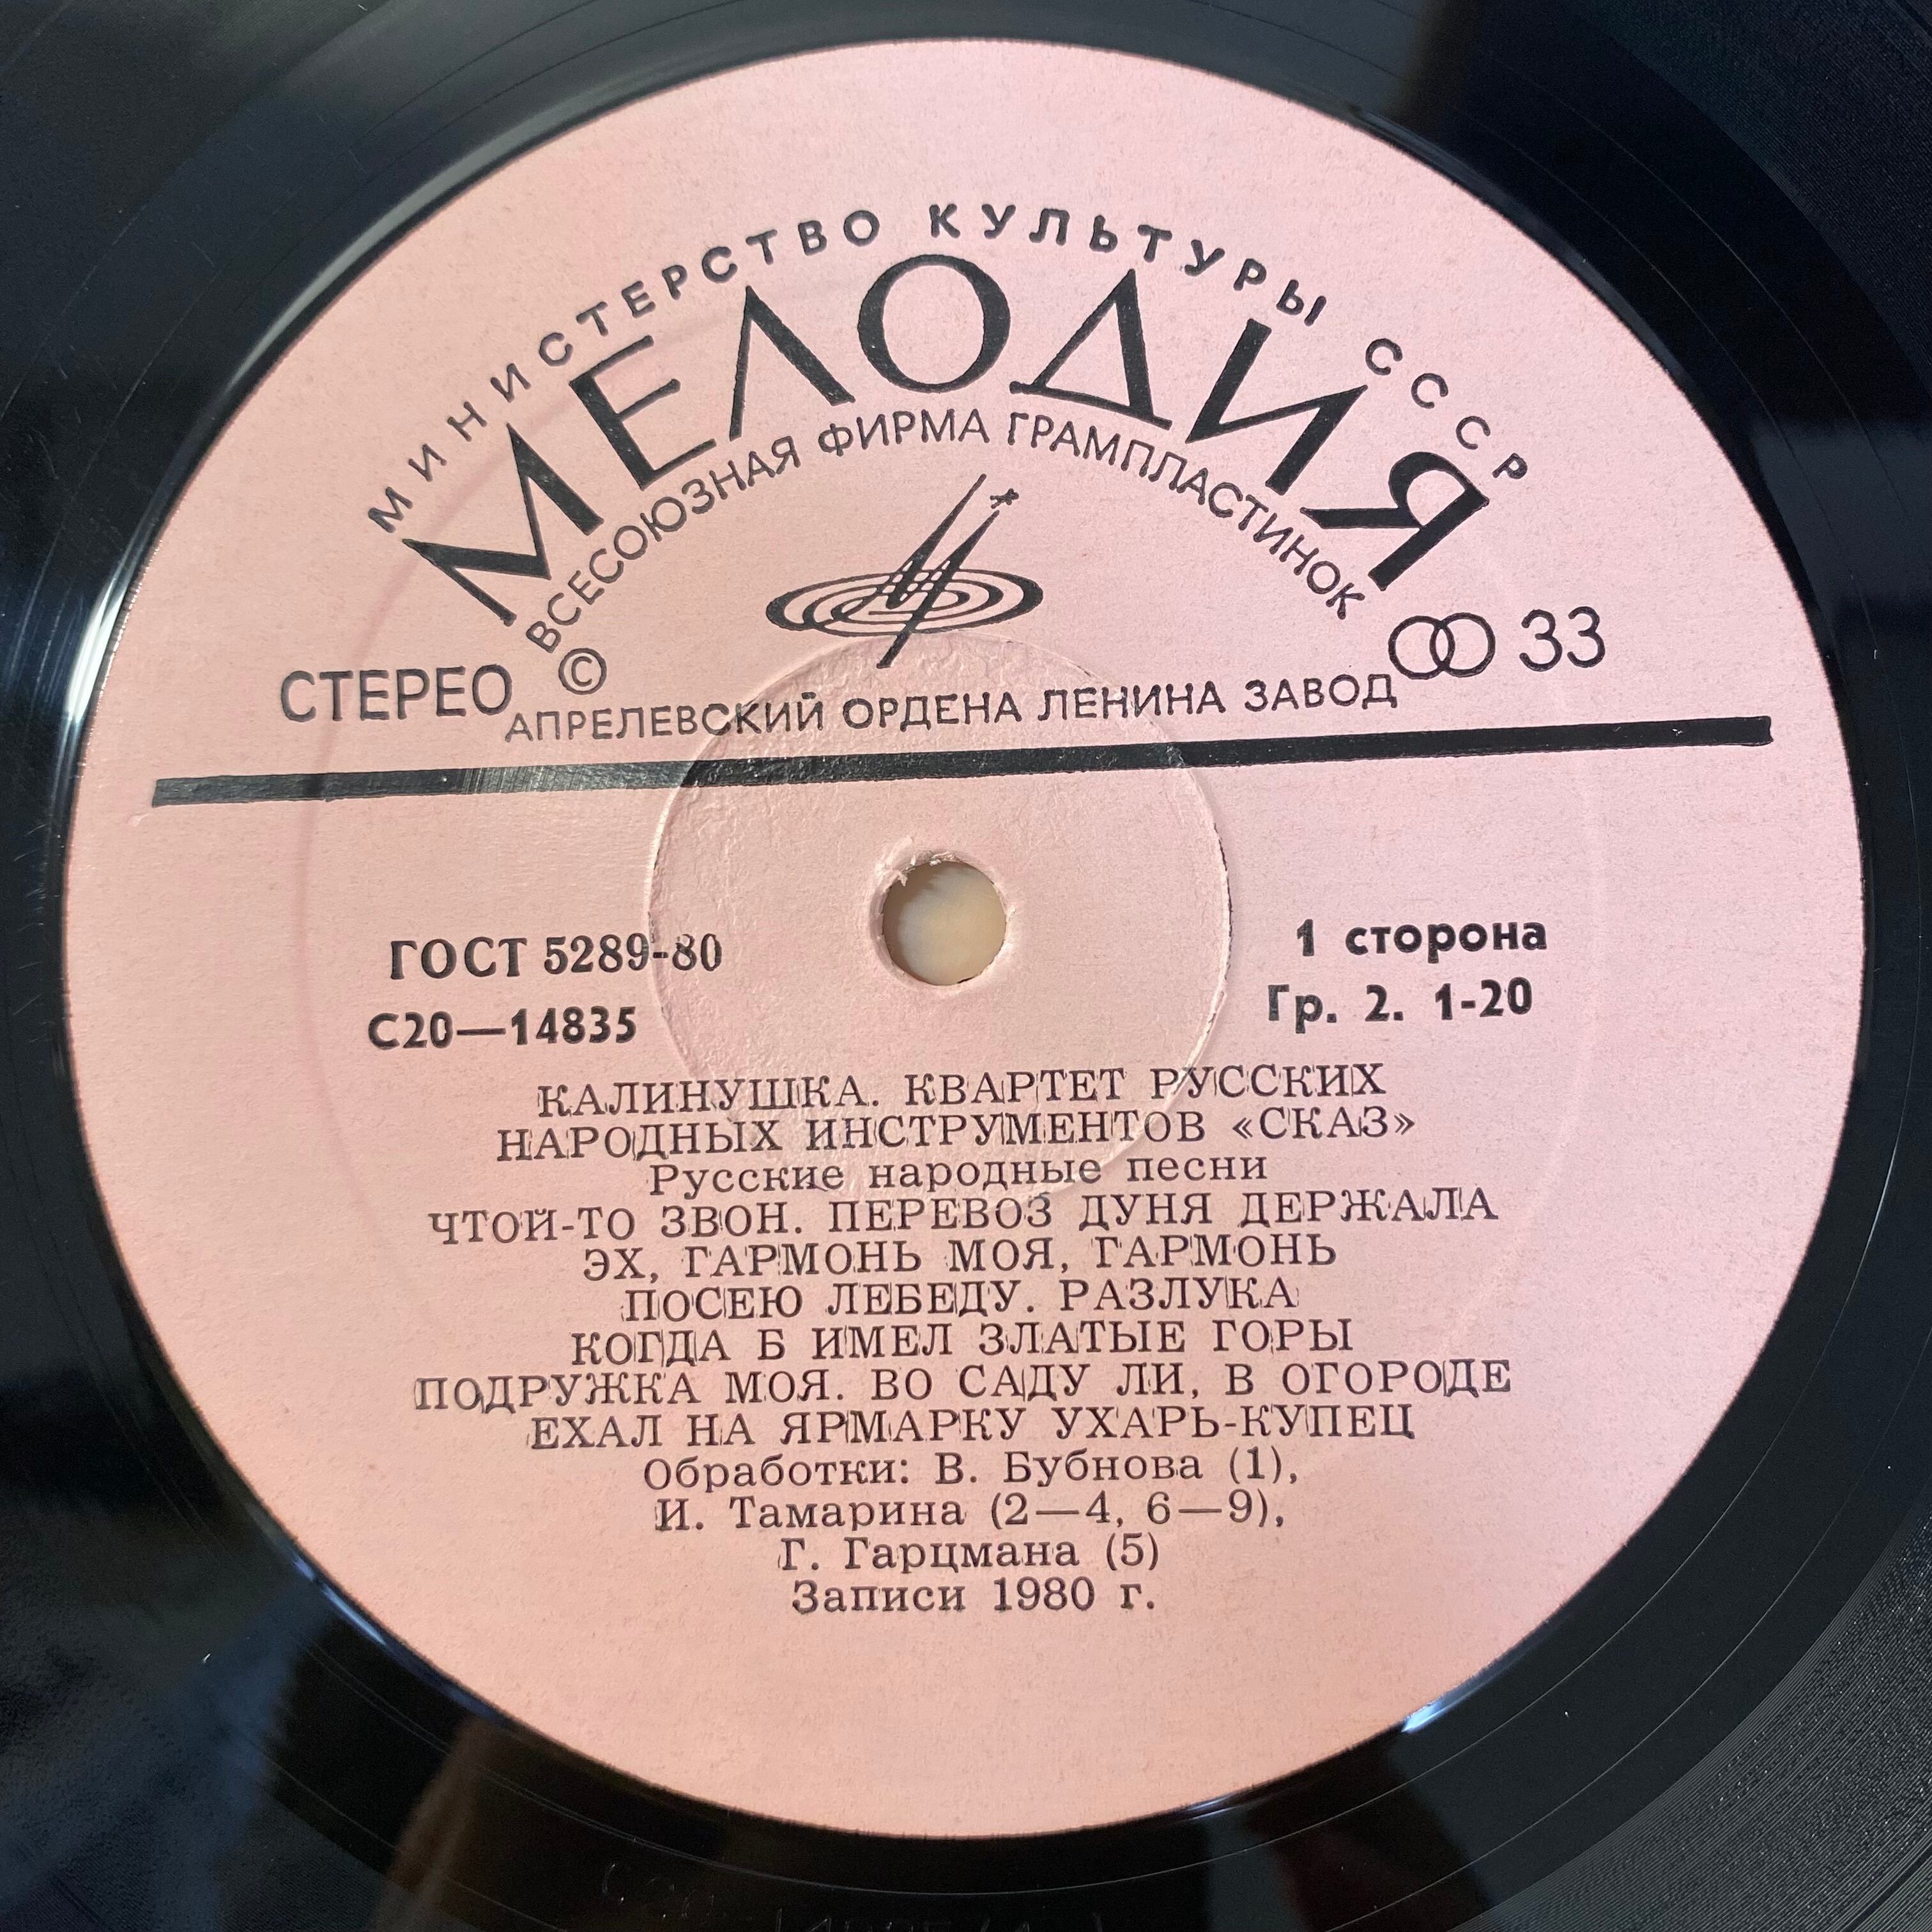 МИНИСТЕРСТВО КУЛЬТУРЫ СССР
МЕЛОДИЯ
ВСЕСОЮЗНАЯ ФИРМА ГРАМПЛАСТИНОК
СТЕРЕО © 33
АПРЕЛЕВСКИЙ ОРДЕНА ЛЕНИНА ЗАВОД
ГОСТ 5289-80
1 сторона
С20—14835
Гр. 2. 1-20
КАЛИНУШКА. КВАРТЕТ РУССКИХ
НАРОДНЫХ ИНСТРУМЕНТОВ «СКАЗ»
Русские народные песни
ЧТОЙ-ТО ЗВОН. ПЕРЕВОЗ ДУНЯ ДЕРЖАЛА
ЭХ, ГАРМОНЬ МОЯ, ГАРМОНЬ
ПОСЕЮ ЛЕБЕДУ. РАЗЛУКА
КОГДА Б ИМЕЛ ЗЛАТЫЕ ГОРЫ
ПОДРУЖКА МОЯ. ВО САДУ ЛИ, В ОГОРОДЕ
ЕХАЛ НА ЯРМАРКУ УХАРЬ-КУПЕЦ
Обработки: В. Бубнова (1),
И. Тамарина (2—4, 6—9),
Г. Гарцмана (5)
Записи 1980 г.